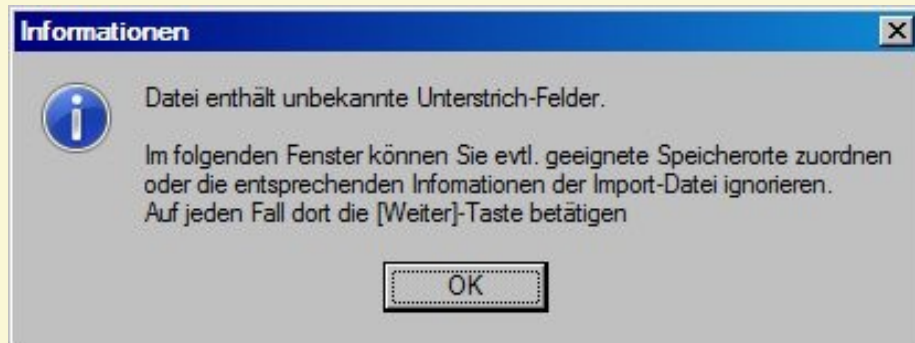 Informationen
Datei enthält unbekannte Unterstrich-Felder.
Im folgenden Fenster können Sie evtl. geeignete Speicherorte zuordnen
oder die entsprechenden Infomationen der Import-Datei ignorieren.
Auf jeden Fall dort die [Weiter]-Taste betätigen
OK